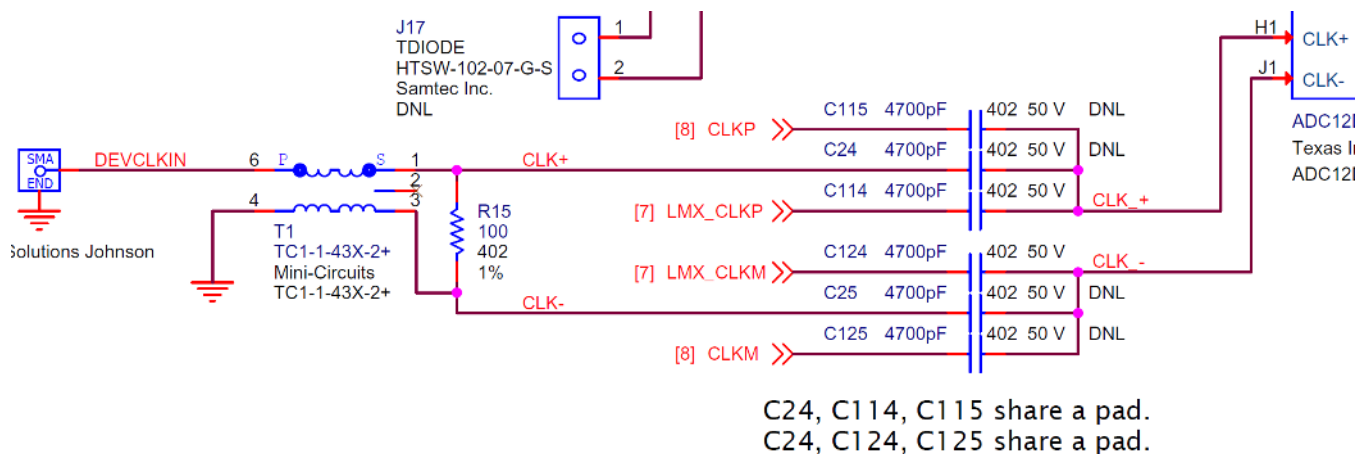 J17
TDIODE
HTSW-102-07-G-S
Samtec Inc.
DNL
1
2
H1
CLK+
J1
CLK-
ADC12
Texas
ADC12
C115 4700pF 402 50 V DNL
[8] CLKP
SMA
END
DEVCLKIN
6
P
S
1
2
3
4
CLK+
C24 4700pF 402 50 V DNL
C114 4700pF 402 50 V
[7] LMX_CLKP
CLK_+
R15
100
402
1%
Solutions Johnson
T1
TC1-1-43X-2+
Mini-Circuits
TC1-1-43X-2+
C124 4700pF 402 50 V
[7] LMX_CLKM
CLK_-
CLK-
C25 4700pF 402 50 V DNL
C125 4700pF 402 50 V DNL
[8] CLKM
C24, C114, C115 share a pad.
C24, C124, C125 share a pad.